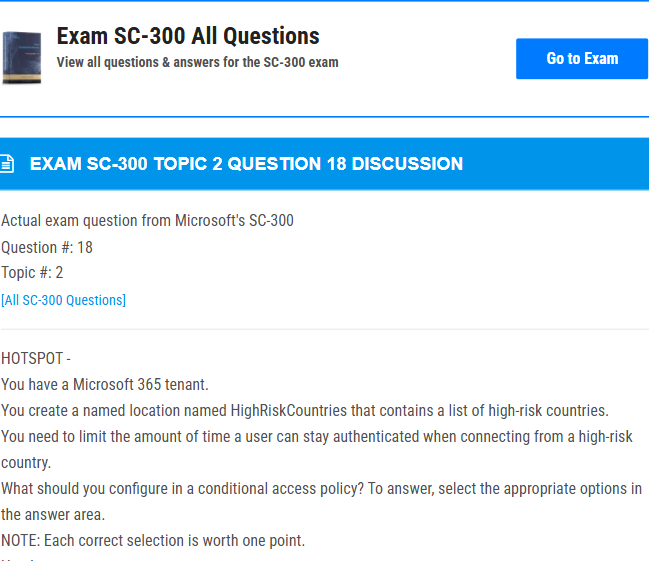 Exam SC-300 All Questions
View all questions & answers for the SC-300 exam
Go to Exam
EXAM SC-300 TOPIC 2 QUESTION 18 DISCUSSION
Actual exam question from Microsoft's SC-300
Question #: 18
Topic #: 2
[All SC-300 Questions]
HOTSPOT -
You have a Microsoft 365 tenant.
You create a named location named HighRiskCountries that contains a list of high-risk countries.
You need to limit the amount of time a user can stay authenticated when connecting from a high-risk
country.
What should you configure in a conditional access policy? To answer, select the appropriate options in
the answer area.
NOTE: Each correct selection is worth one point.